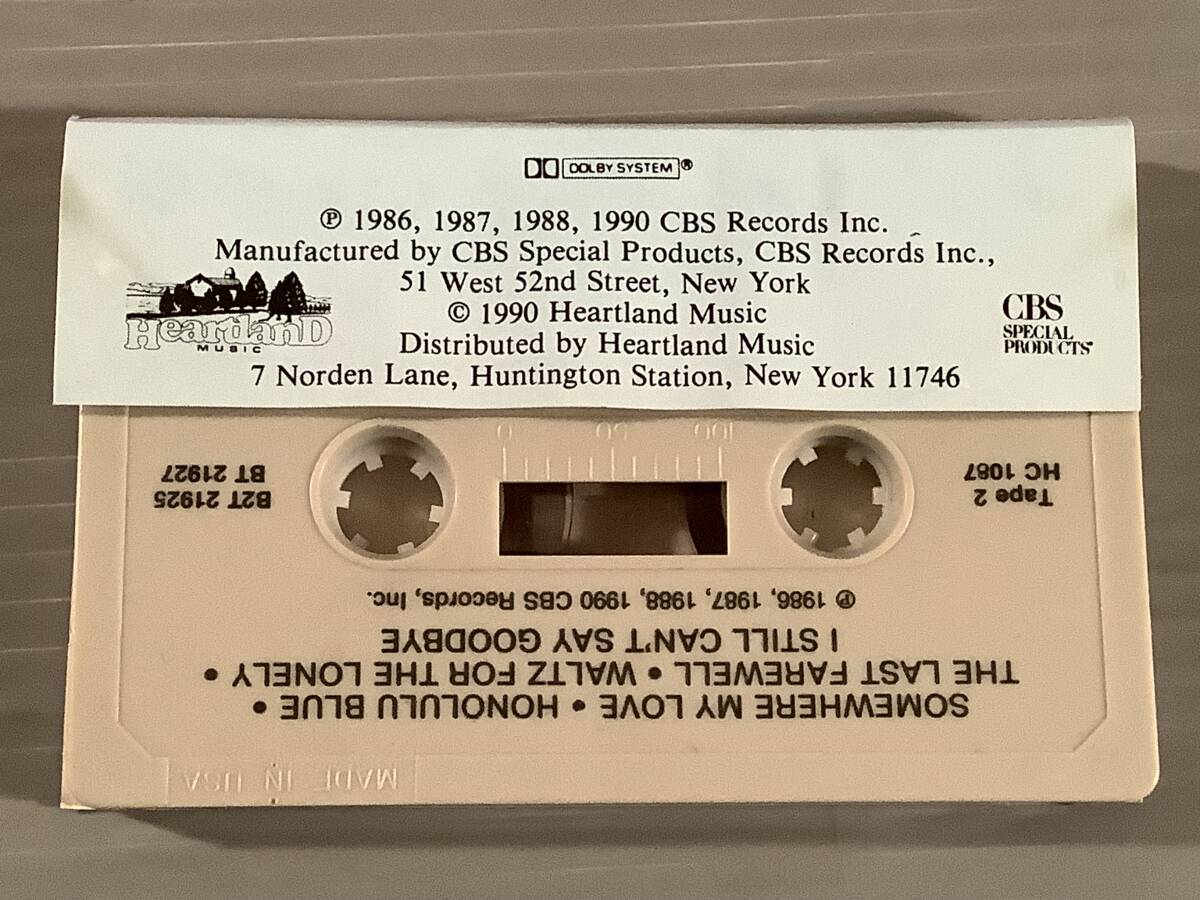 DOLBY SYSTEM®
℗ 1986, 1987, 1988, 1990 CBS Records Inc.
Manufactured by CBS Special Products, CBS Records Inc.,
51 West 52nd Street, New York
© 1990 Heartland Music
Distributed by Heartland Music
7 Norden Lane, Huntington Station, New York 11746
HeartlanD
MUSIC
CBS
SPECIAL
PRODUCTS
MADE IN USA
SOMEWHERE MY LOVE • HONOLULU BLUE •
THE LAST FAREWELL • WALTZ FOR THE LONELY •
I STILL CAN'T SAY GOODBYE
℗ 1986, 1987, 1988, 1990 CBS Records, Inc.
Tape 2
HC 1087
B2T 21925
BT 21927
100 50 0